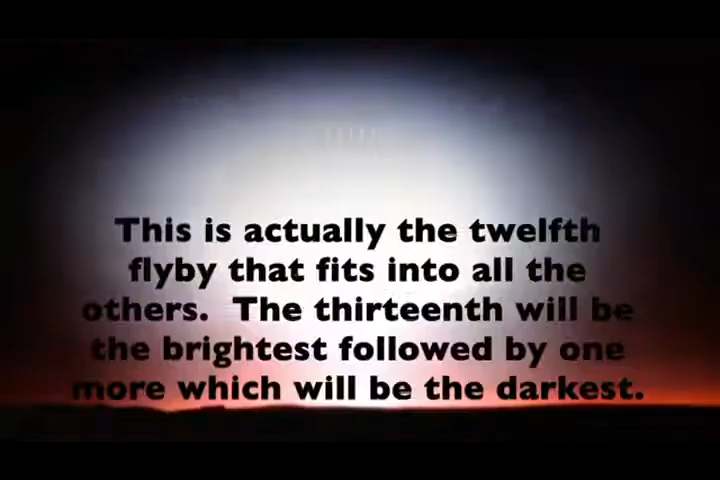 This is actually the twelfth
flyby that fits into all the
others. The thirteenth will be
the brightest followed by one
more which will be the darkest.